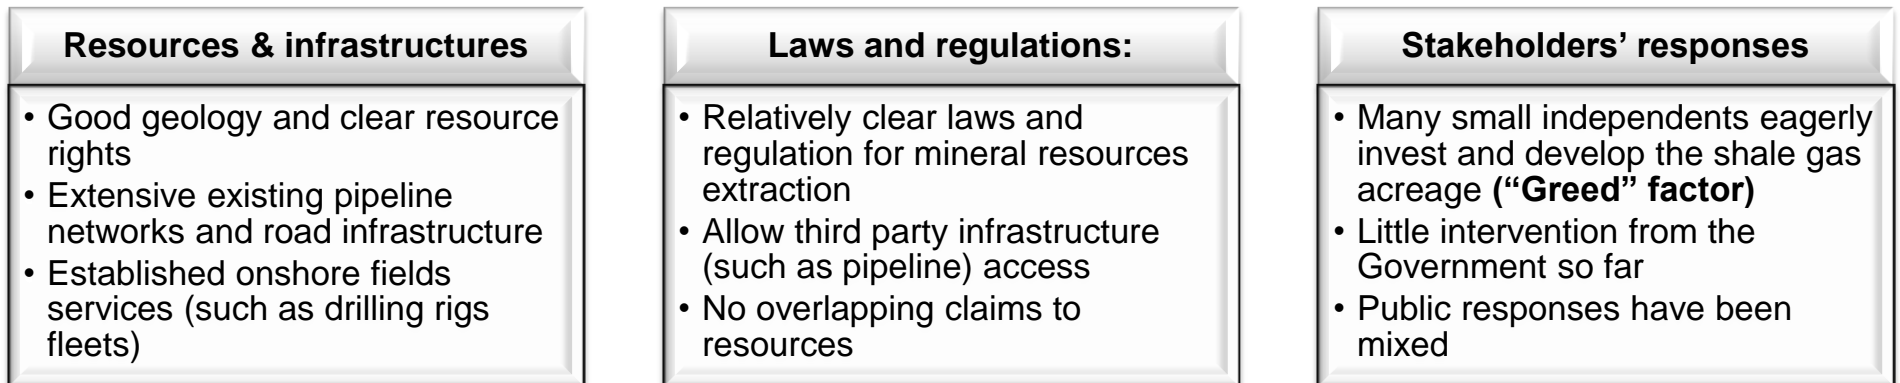 Resources & infrastructures
• Good geology and clear resource
rights
• Extensive existing pipeline
networks and road infrastructure
• Established onshore fields
services (such as drilling rigs
fleets)
Laws and regulations:
• Relatively clear laws and
regulation for mineral resources
extraction
• Allow third party infrastructure
(such as pipeline) access
• No overlapping claims to
resources
Stakeholders’ responses
• Many small independents eagerly
invest and develop the shale gas
acreage (“Greed” factor)
• Little intervention from the
Government so far
• Public responses have been
mixed